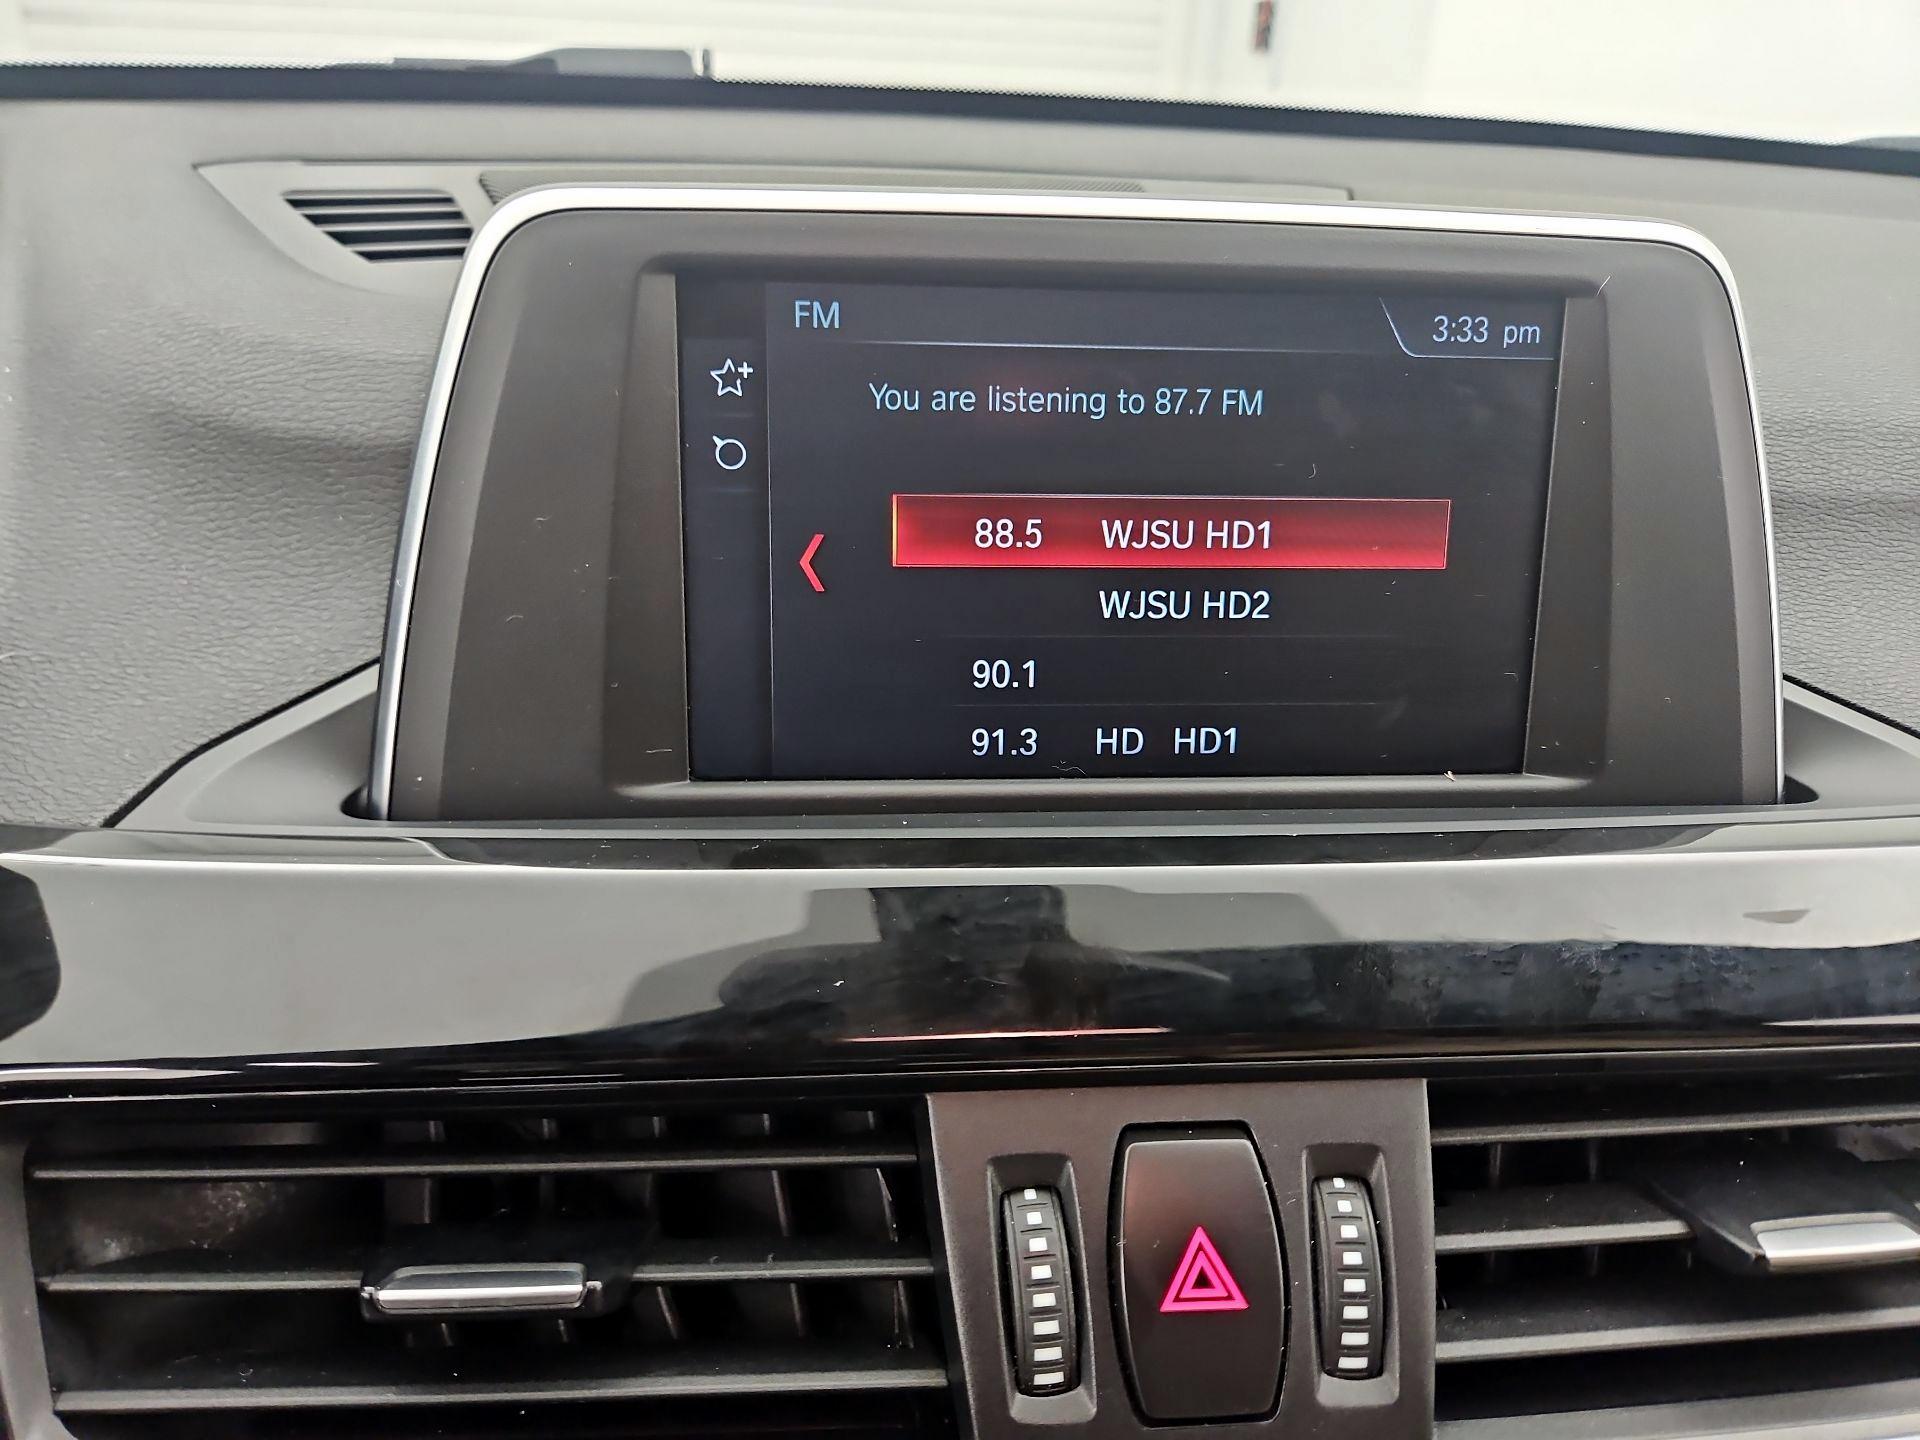 FM
3:33 pm
You are listening to 87.7 FM
88.5 WJSU HD1
WJSU HD2
90.1
91.3 HD HD1